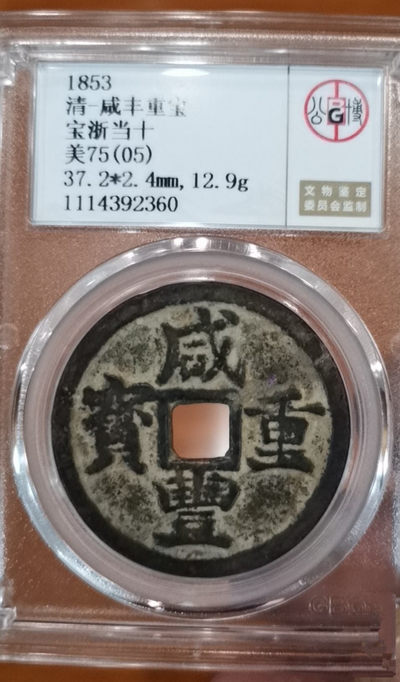 1853
清-咸丰重宝
宝浙当十
美75(05)
37.2*2.4mm,12.9g
1114392360
公G博
文物鉴定
委员会监制
咸
寶 重
豐